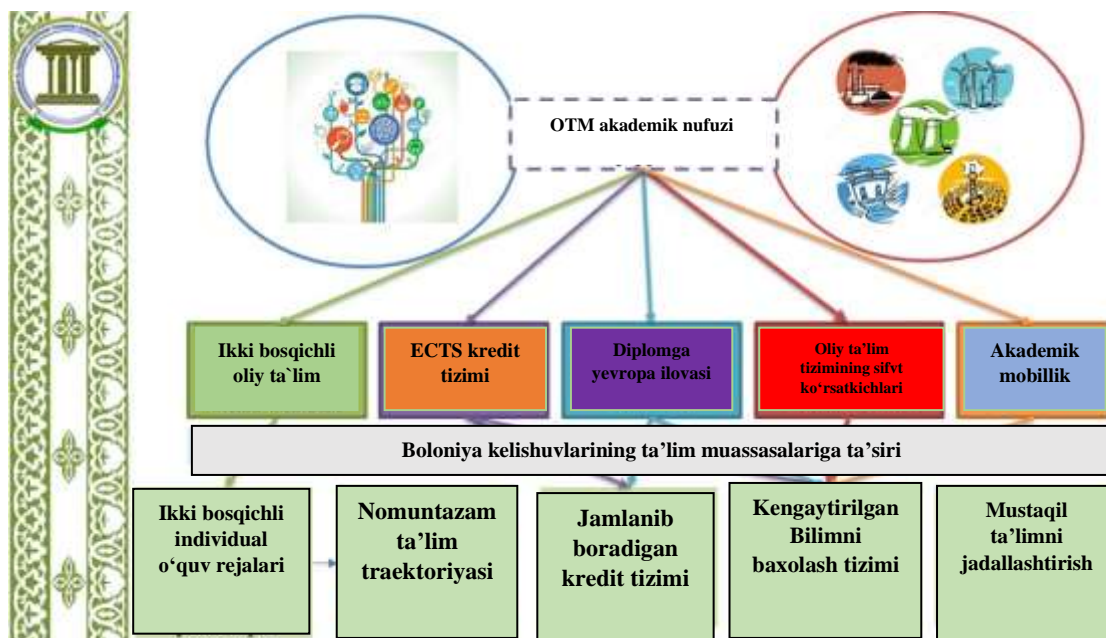 OTM akademik nufuzi
Ikki bosqichli
oliy ta`lim
ECTS kredit
tizimi
Diplomga
yevropa ilovasi
Oliy ta’lim
tizimining sifvt
ko‘rsatkichlari
Akademik
mobillik
Boloniya kelishuvlarining ta’lim muassasalariga ta’siri
Ikki bosqichli
individual
o‘quv rejalari
Nomuntazam
ta’lim
traektoriyasi
Jamlanib
boradigan
kredit tizimi
Kengaytirilgan
Bilimni
baxolash tizimi
Mustaqil
ta’limni
jadallashtirish